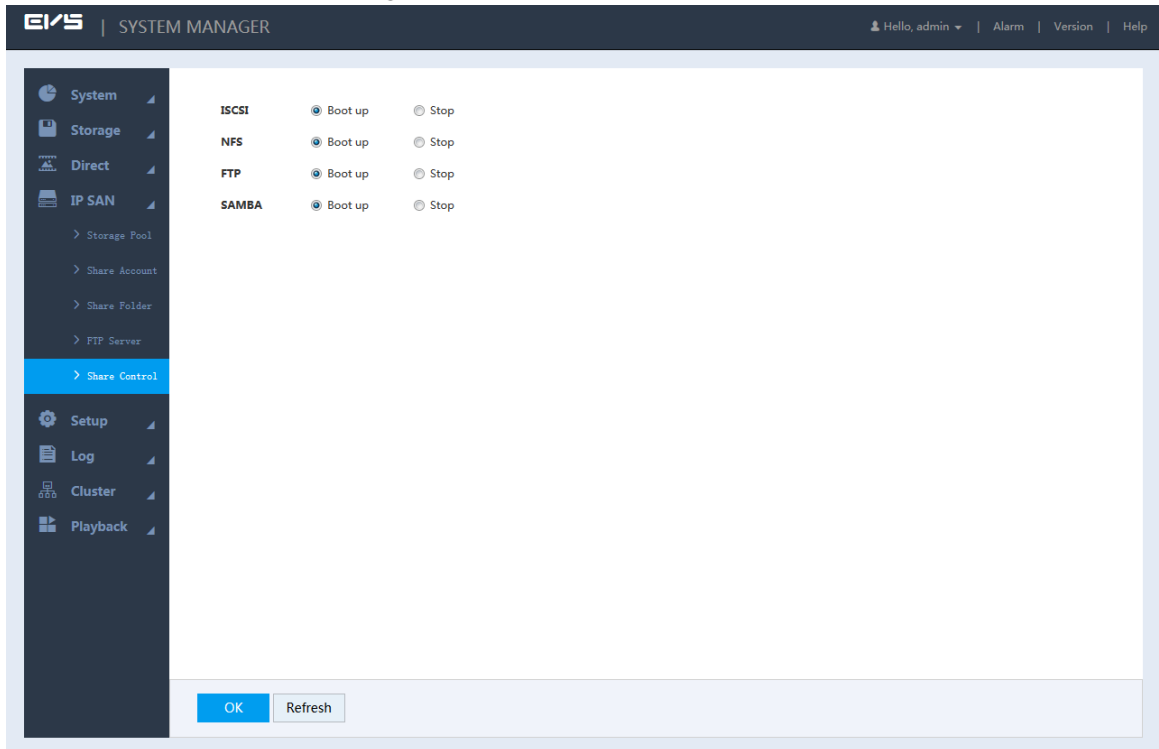 EVS | SYSTEM MANAGER Hello, admin | Alarm | Version | Help
System
Storage
Direct
IP SAN
> Storage Pool
> Share Account
> Share Folder
> FTP Server
> Share Control
Setup
Log
Cluster
Playback
ISCSI Boot up Stop
NFS Boot up Stop
FTP Boot up Stop
SAMBA Boot up Stop
OK Refresh